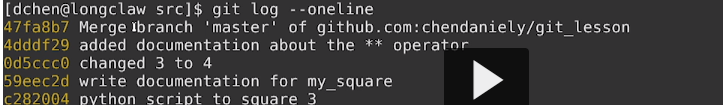 [dchen@longclaw src]$ git log --oneline
47fa8b7 Merge branch 'master' of github.com:chendaniely/git_lesson
4dddf29 added documentation about the ** operator
0d5ccc0 changed 3 to 4
59eec2d write documentation for my_square
c282004 python script to square 3